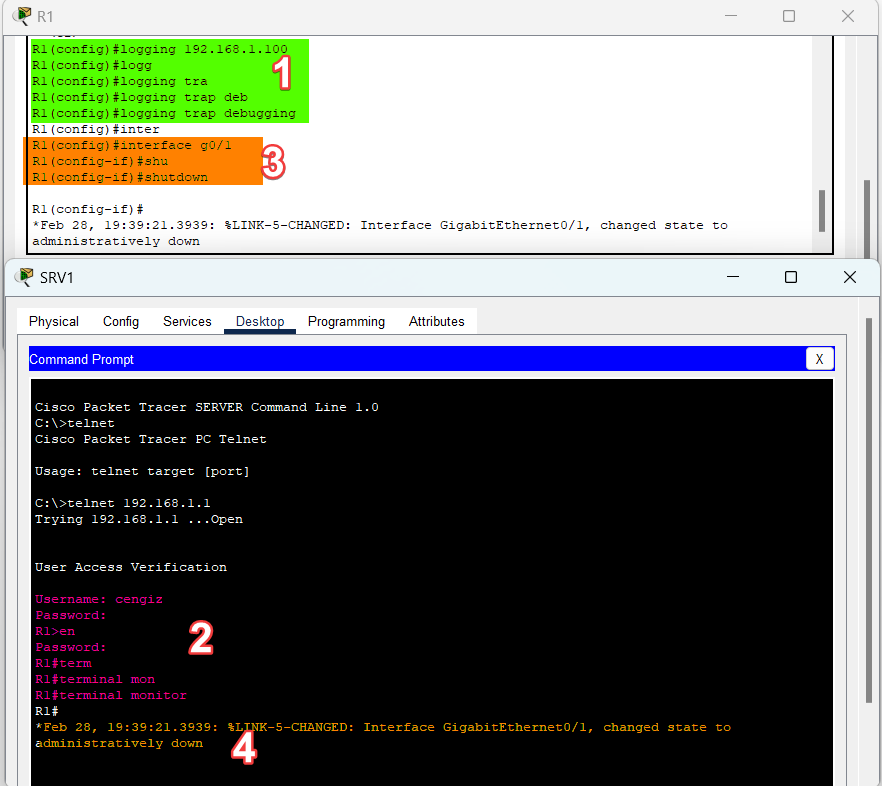 R1
R1(config)#logging 192.168.1.100
R1(config)#logg
R1(config)#logging tra
R1(config)#logging trap deb
R1(config)#logging trap debugging
1
R1(config)#inter
R1(config)#interface g0/1
R1(config-if)#shu
R1(config-if)#shutdown
3
R1(config-if)#
*Feb 28, 19:39:21.3939: %LINK-5-CHANGED: Interface GigabitEthernet0/1, changed state to
administratively down
SRV1
Physical Config Services Desktop Programming Attributes
Command Prompt X
Cisco Packet Tracer SERVER Command Line 1.0
C:\>telnet
Cisco Packet Tracer PC Telnet
Usage: telnet target [port]
C:\>telnet 192.168.1.1
Trying 192.168.1.1 ...Open
User Access Verification
Username: cengiz
Password:
R1>en
2
Password:
R1#term
R1#terminal mon
R1#terminal monitor
R1#
*Feb 28, 19:39:21.3939: %LINK-5-CHANGED: Interface GigabitEthernet0/1, changed state to
administratively down
4